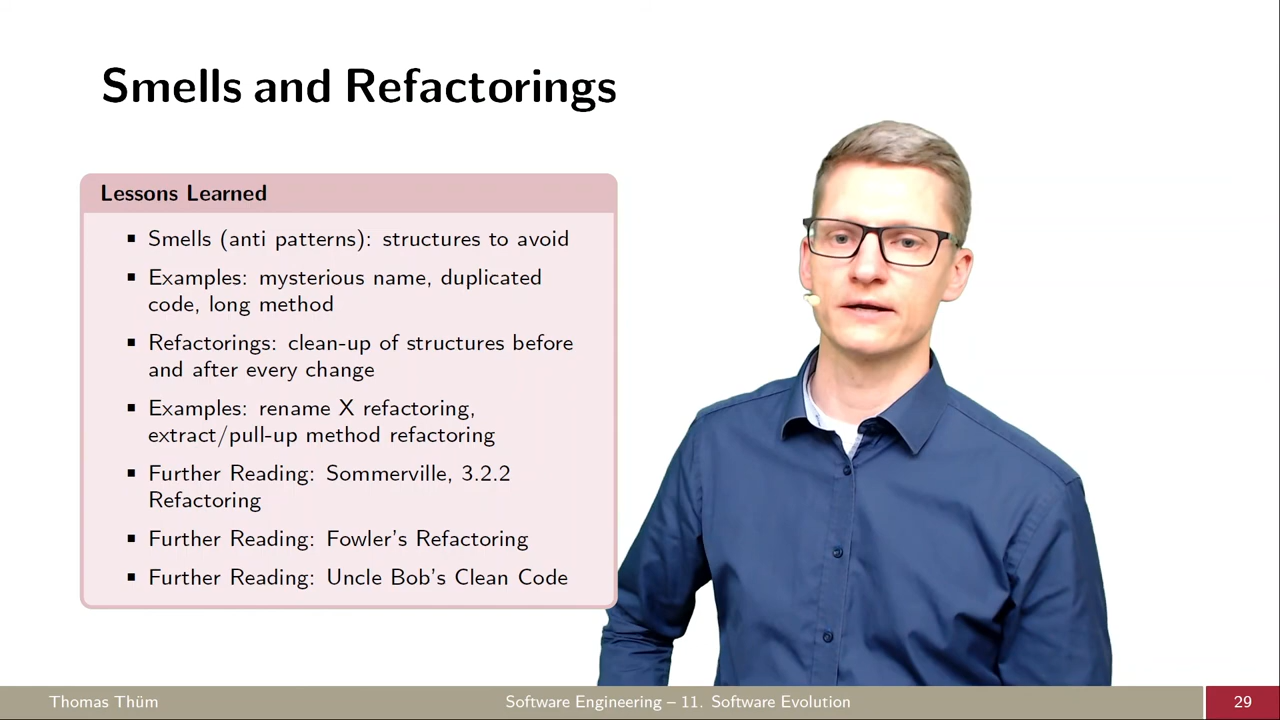 Smells and Refactorings
Lessons Learned
▪ Smells (anti patterns): structures to avoid
▪ Examples: mysterious name, duplicated
code, long method
▪ Refactorings: clean-up of structures before
and after every change
▪ Examples: rename X refactoring,
extract/pull-up method refactoring
▪ Further Reading: Sommerville, 3.2.2
Refactoring
▪ Further Reading: Fowler's Refactoring
▪ Further Reading: Uncle Bob's Clean Code
Thomas Thüm
Software Engineering – 11. Software Evolution
29